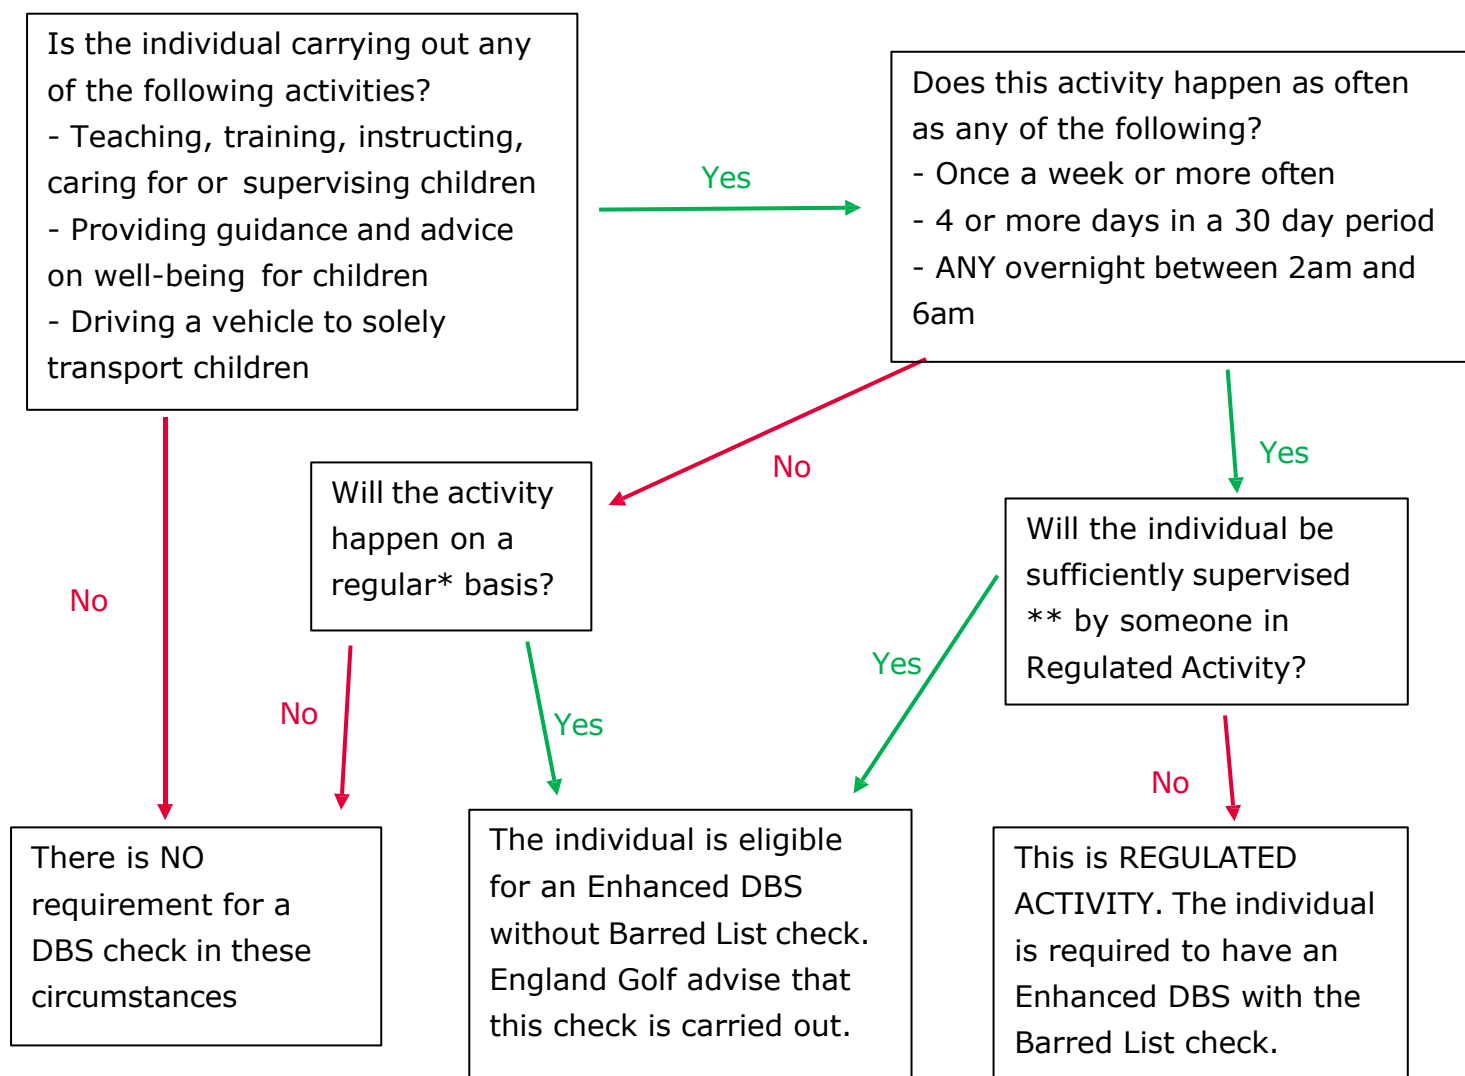 Is the individual carrying out any
of the following activities?
- Teaching, training, instructing,
caring for or supervising children
- Providing guidance and advice
on well-being for children
- Driving a vehicle to solely
transport children
Yes
Does this activity happen as often
as any of the following?
- Once a week or more often
- 4 or more days in a 30 day period
- ANY overnight between 2am and
6am
No
No
Yes
Will the activity
happen on a
regular* basis?
Will the individual be
sufficiently supervised
** by someone in
Regulated Activity?
No
Yes
Yes
No
There is NO
requirement for a
DBS check in these
circumstances
The individual is eligible
for an Enhanced DBS
without Barred List check.
England Golf advise that
this check is carried out.
This is REGULATED
ACTIVITY. The individual
is required to have an
Enhanced DBS with the
Barred List check.